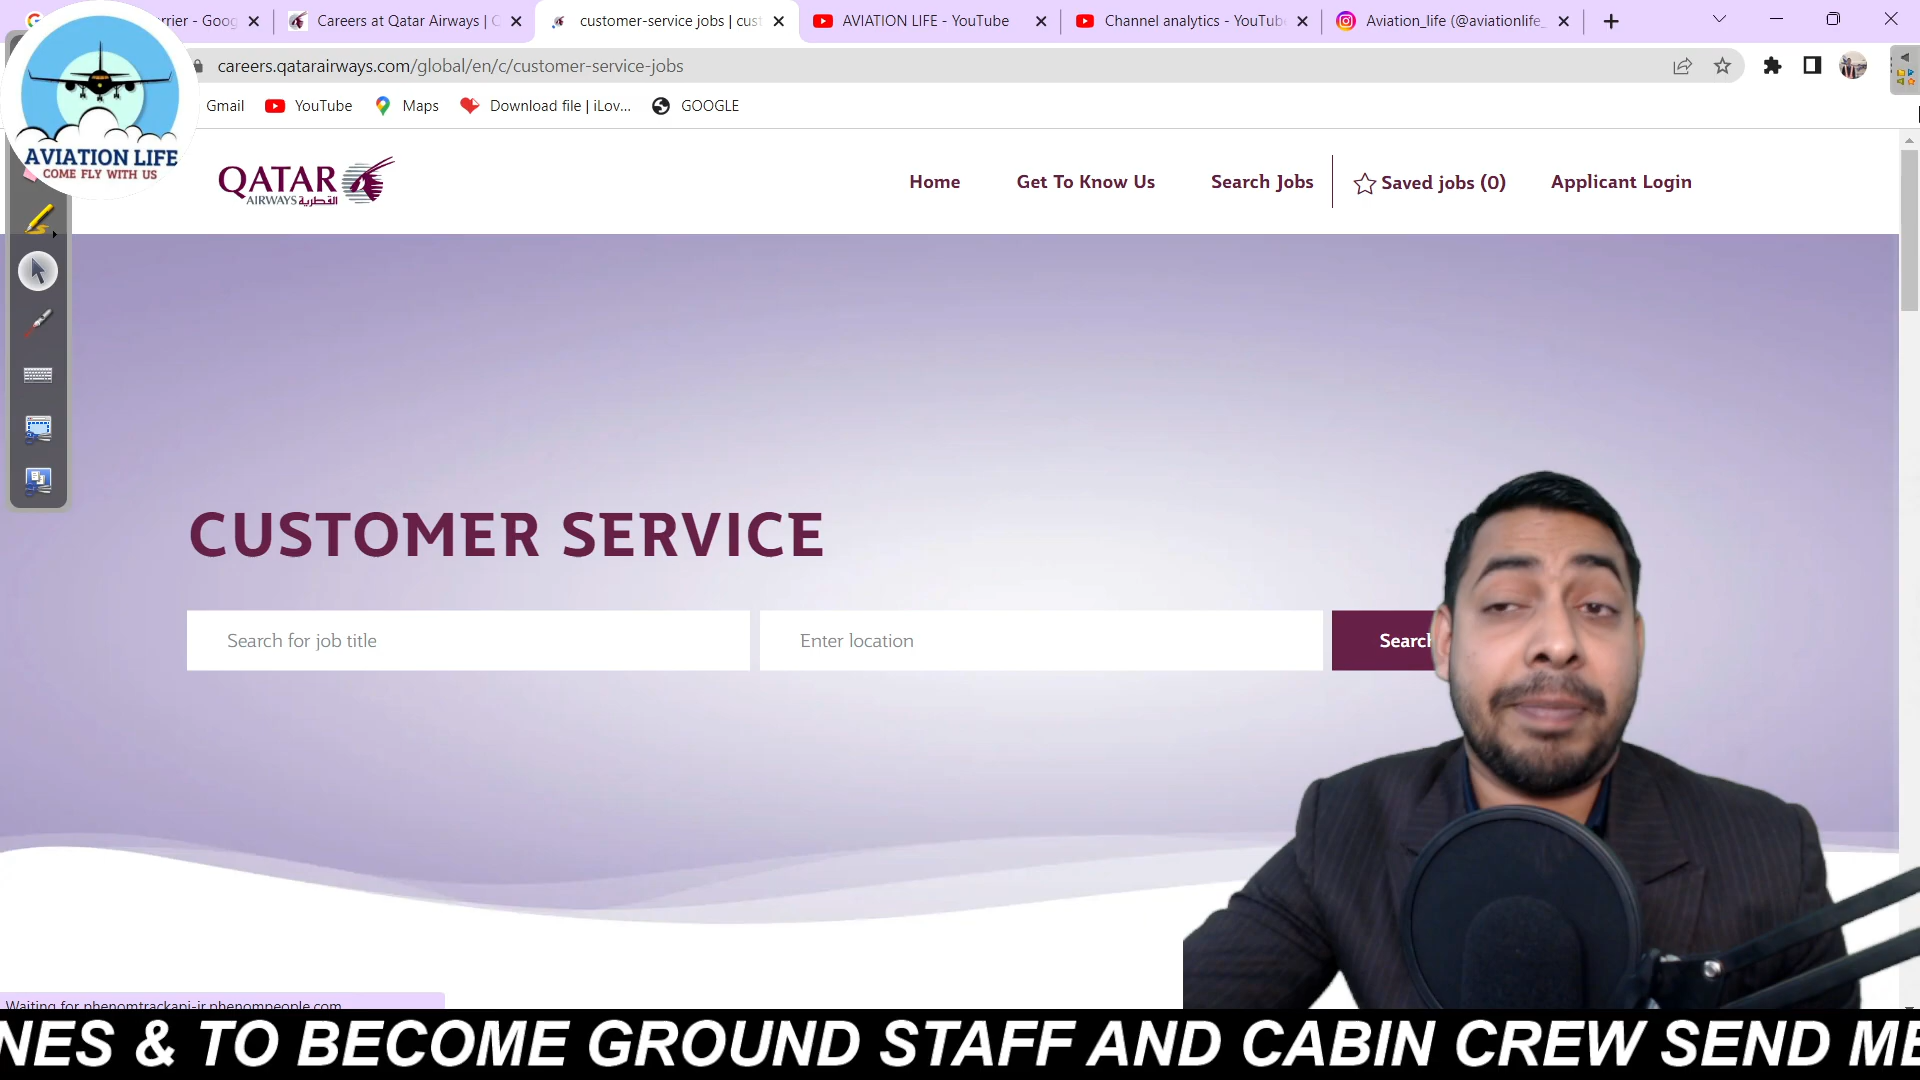 rrier - Goog
Careers at Qatar Airways | C
customer-service jobs | cust
AVIATION LIFE - YouTube
Channel analytics - YouTub
Aviation_life (@aviationlife_
careers.qatarairways.com/global/en/c/customer-service-jobs
Gmail
YouTube
Maps
Download file | iLov...
GOOGLE
AVIATION LIFE
COME FLY WITH US
QATAR
AIRWAYS القطرية
Home
Get To Know Us
Search Jobs
Saved jobs (0)
Applicant Login
CUSTOMER SERVICE
Search for job title
Enter location
Search
Waiting for phenomtrackapi-ir.phenompeople.com
NES & TO BECOME GROUND STAFF AND CABIN CREW SEND ME